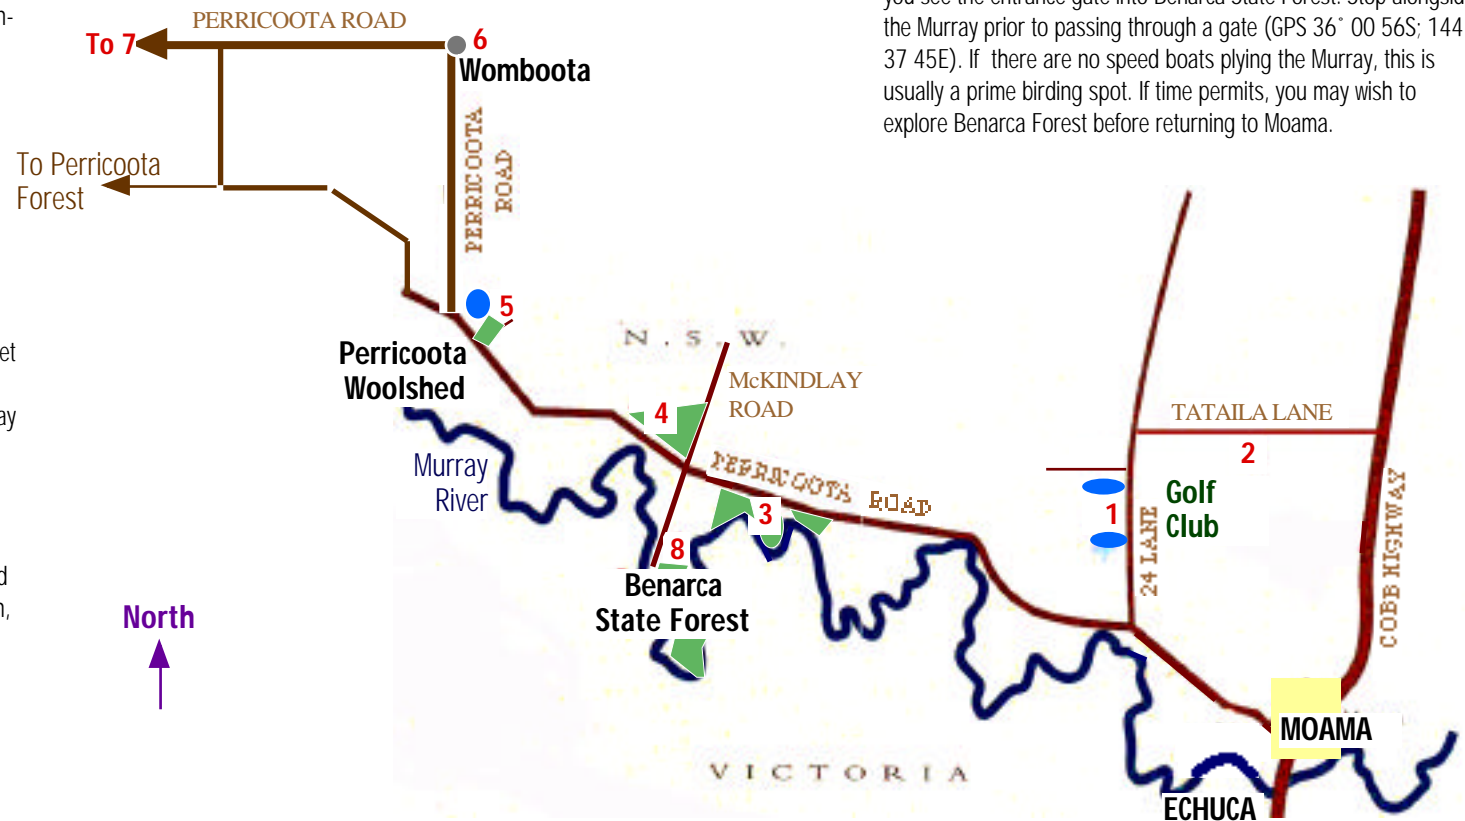 you see the entrance gate into Benarca State Forest. Stop alongside
the Murray prior to passing through a gate (GPS 36° 00 56S; 144
37 45E). If there are no speed boats plying the Murray, this is
usually a prime birding spot. If time permits, you may wish to
explore Benarca Forest before returning to Moama.
PERRICOOTA ROAD
To 7
6
Womboota
PERRICOOTA
ROAD
To Perricoota
Forest
5
Perricoota
Woolshed
N.S.W.
McKINDLAY
ROAD
4
PERRICOOTA ROAD
Murray
River
3
8
Benarca
State Forest
TATAILA LANE
2
Golf
Club
1
24 LANE
COBB HIGHWAY
et
ay
d
n,
North
MOAMA
VICTORIA
ECHUCA